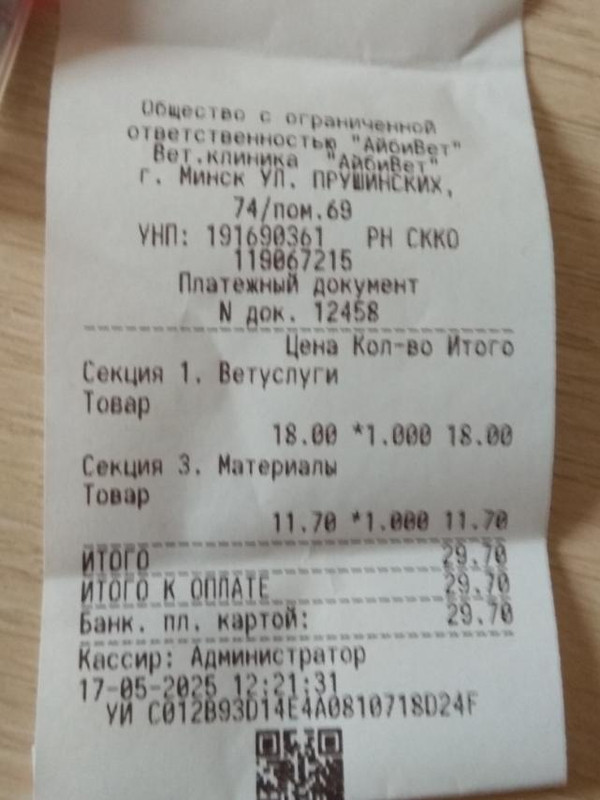 Общество с ограниченной
ответственностью "АйбиВет"
Вет.клиника "АйбиВет"
г. Минск УЛ. ПРУШИНСКИХ,
74/пом.69
УНП: 191690361 РН СККО
119067215
Платежный документ
N док. 12458
Цена Кол-во Итого
Секция 1. Ветуслуги
Товар
18.00 *1.000 18.00
Секция 3. Материалы
Товар
11.70 *1.000 11.70
ИТОГО 29.70
ИТОГО К ОПЛАТЕ 29.70
Банк. пл. картой: 29.70
Кассир: Администратор
17-05-2025 12:21:31
УИ C012B93D14E4A0810718D24F